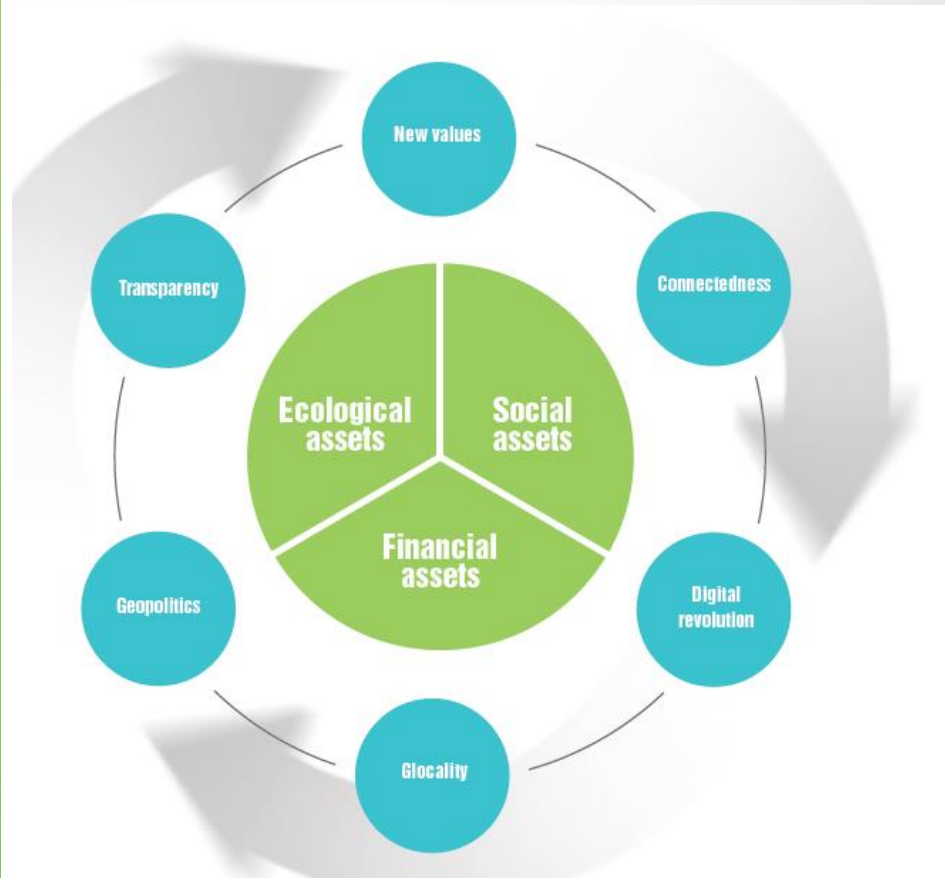 New values
Transparency
Connectedness
Ecological
assets
Social
assets
Financial
assets
Geopolitics
Digital
revolution
Glocality